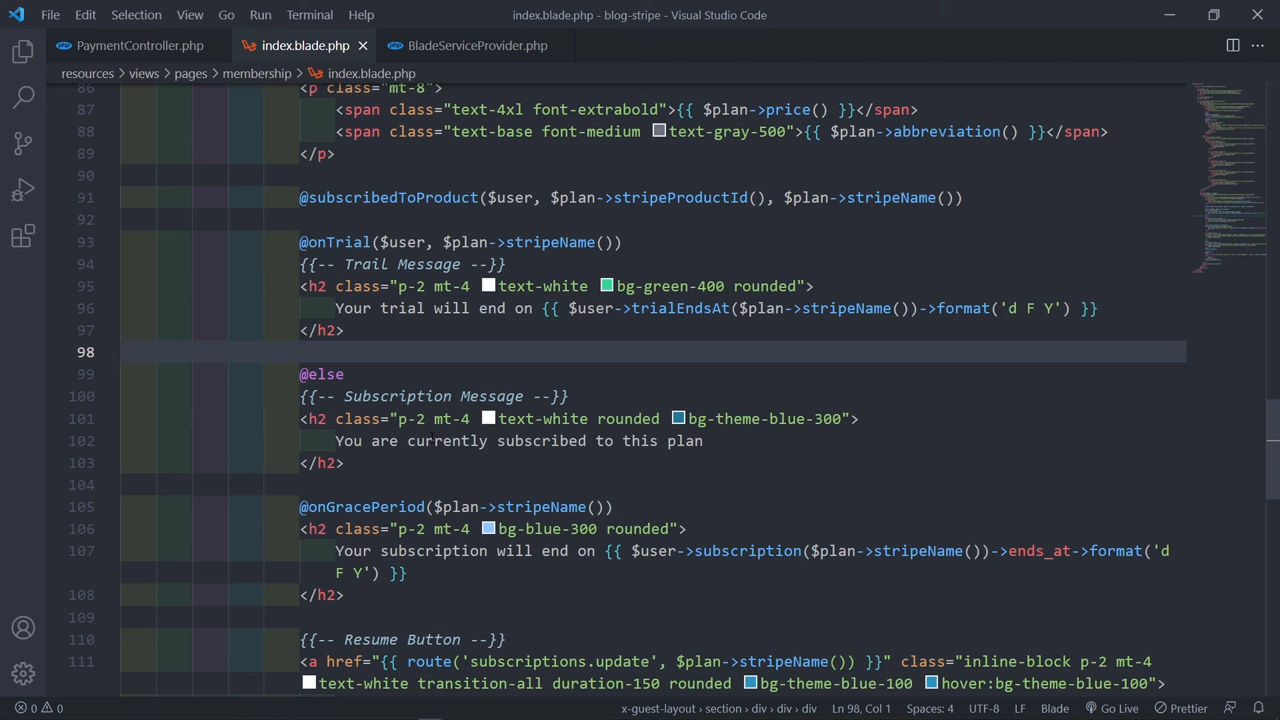 File Edit Selection View Go Run Terminal Help index.blade.php - blog-stripe - Visual Studio Code
PaymentController.php index.blade.php BladeServiceProvider.php
resources > views > pages > membership > index.blade.php
86 <p class="mt-8">
87 <span class="text-4xl font-extrabold">{{ $plan->price() }}</span>
88 <span class="text-base font-medium text-gray-500">{{ $plan->abbreviation() }}</span>
89 </p>
90
91 @subscribedToProduct($user, $plan->stripeProductId(), $plan->stripeName())
92
93 @onTrial($user, $plan->stripeName())
94 {{-- Trail Message --}}
95 <h2 class="p-2 mt-4 text-white bg-green-400 rounded">
96 Your trial will end on {{ $user->trialEndsAt($plan->stripeName())->format('d F Y') }}
97 </h2>
98
99 @else
100 {{-- Subscription Message --}}
101 <h2 class="p-2 mt-4 text-white rounded bg-theme-blue-300">
102 You are currently subscribed to this plan
103 </h2>
104
105 @onGracePeriod($plan->stripeName())
106 <h2 class="p-2 mt-4 bg-blue-300 rounded">
107 Your subscription will end on {{ $user->subscription($plan->stripeName())->ends_at->format('d
F Y') }}
108 </h2>
109
110 {{-- Resume Button --}}
111 <a href="{{ route('subscriptions.update', $plan->stripeName()) }}" class="inline-block p-2 mt-4
text-white transition-all duration-150 rounded bg-theme-blue-100 hover:bg-theme-blue-100">
0 0 x-guest-layout > section > div > div > div Ln 98, Col 1 Spaces: 4 UTF-8 LF Blade Go Live Prettier